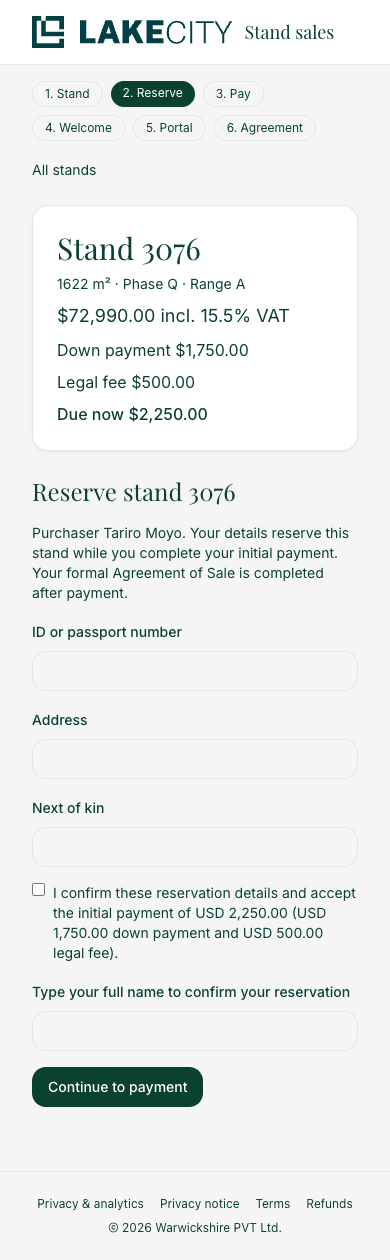 LAKECITY Stand sales
1. Stand
2. Reserve
3. Pay
4. Welcome
5. Portal
6. Agreement
All stands
Stand 3076
1622 m² · Phase Q · Range A
$72,990.00 incl. 15.5% VAT
Down payment $1,750.00
Legal fee $500.00
Due now $2,250.00
Reserve stand 3076
Purchaser Tariro Moyo. Your details reserve this
stand while you complete your initial payment.
Your formal Agreement of Sale is completed
after payment.
ID or passport number
Address
Next of kin
I confirm these reservation details and accept
the initial payment of USD 2,250.00 (USD
1,750.00 down payment and USD 500.00
legal fee).
Type your full name to confirm your reservation
Continue to payment
Privacy & analytics Privacy notice Terms Refunds
© 2026 Warwickshire PVT Ltd.